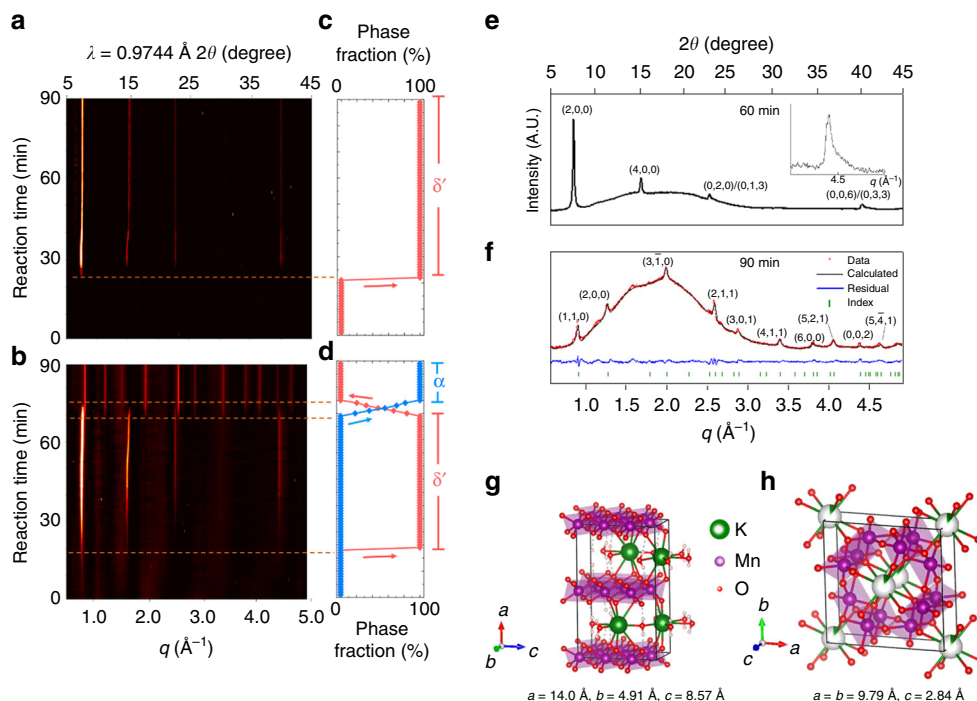 a
λ = 0.9744 Å 2θ (degree)
5 15 25 35 45
Reaction time (min)
90
60
30
0
b
Reaction time (min)
90
60
30
0
1.0 2.0 3.0 4.0 5.0
q (Å⁻¹)
c
Phase
fraction (%)
0 100
δ′
d
α
δ′
0 100
Phase
fraction (%)
e
2θ (degree)
5 10 15 20 25 30 35 40 45
Intensity (A.U.)
60 min
(2,0,0)
(4,0,0)
(0,2,0)/(0,1,3)
(0,0,6)/(0,3,3)
4.5
q (Å⁻¹)
f
90 min
(1,1,0)
(2,0,0)
(3,1̅,0)
(2,1,1)
(3,0,1)
(4,1,1)
(6,0,0)
(5,2,1)
(0,0,2)
(5,4̅,1)
Data
Calculated
Residual
Index
1.0 1.5 2.0 2.5 3.0 3.5 4.0 4.5
q (Å⁻¹)
g
a
b
c
K
Mn
O
a = 14.0 Å, b = 4.91 Å, c = 8.57 Å
h
b
c
a
a = b = 9.79 Å, c = 2.84 Å